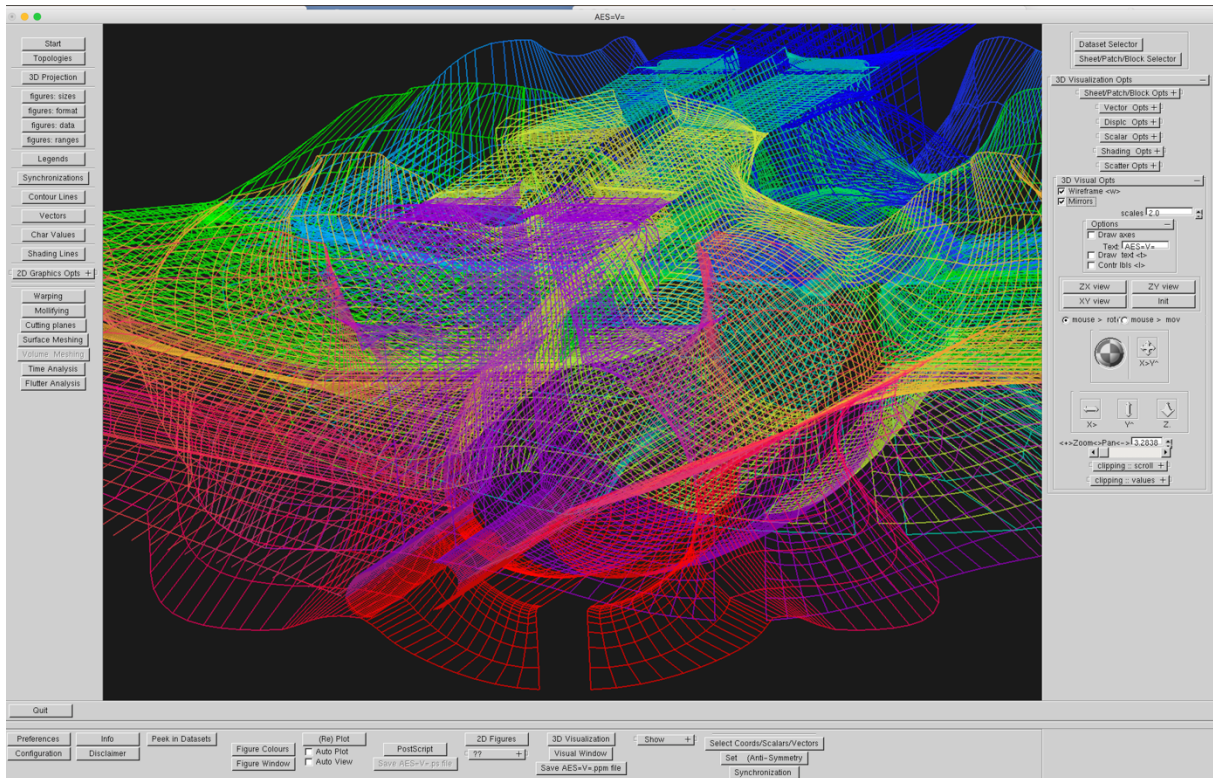 AES=V=
Start
Topologies
3D Projection
figures: sizes
figures: format
figures: data
figures: ranges
Legends
Synchronizations
Contour Lines
Vectors
Char Values
Shading Lines
2D Graphics Opts +
Warping
Mollifying
Cutting planes
Surface Meshing
Volume Meshing
Time Analysis
Flutter Analysis
Dataset Selector
Sheet/Patch/Block Selector
3D Visualization Opts
Sheet/Patch/Block Opts +
Vector Opts +
Displc Opts +
Scalar Opts +
Shading Opts +
Scatter Opts +
3D Visual Opts
Wireframe <w>
Mirrors
scales 2.0
Options
Draw axes
Text: AES=V=
Draw text <t>
Contr lbls <l>
ZX view ZY view
XY view Init
mouse > rot mouse > mov
X>Y^
X> Y^ Z.
<+>Zoom<>Pan<-> 3.2838
clipping :: scroll +
clipping :: values +
Quit
Preferences Info Peek in Datasets (Re) Plot 2D Figures 3D Visualization Show + Select Coords/Scalars/Vectors
Configuration Disclaimer Figure Colours Auto Plot PostScript ?? + Visual Window Set (Anti-Symmetry
Figure Window Auto View Save AES=V=.ps file Save AES=V=.ppm file Synchronization